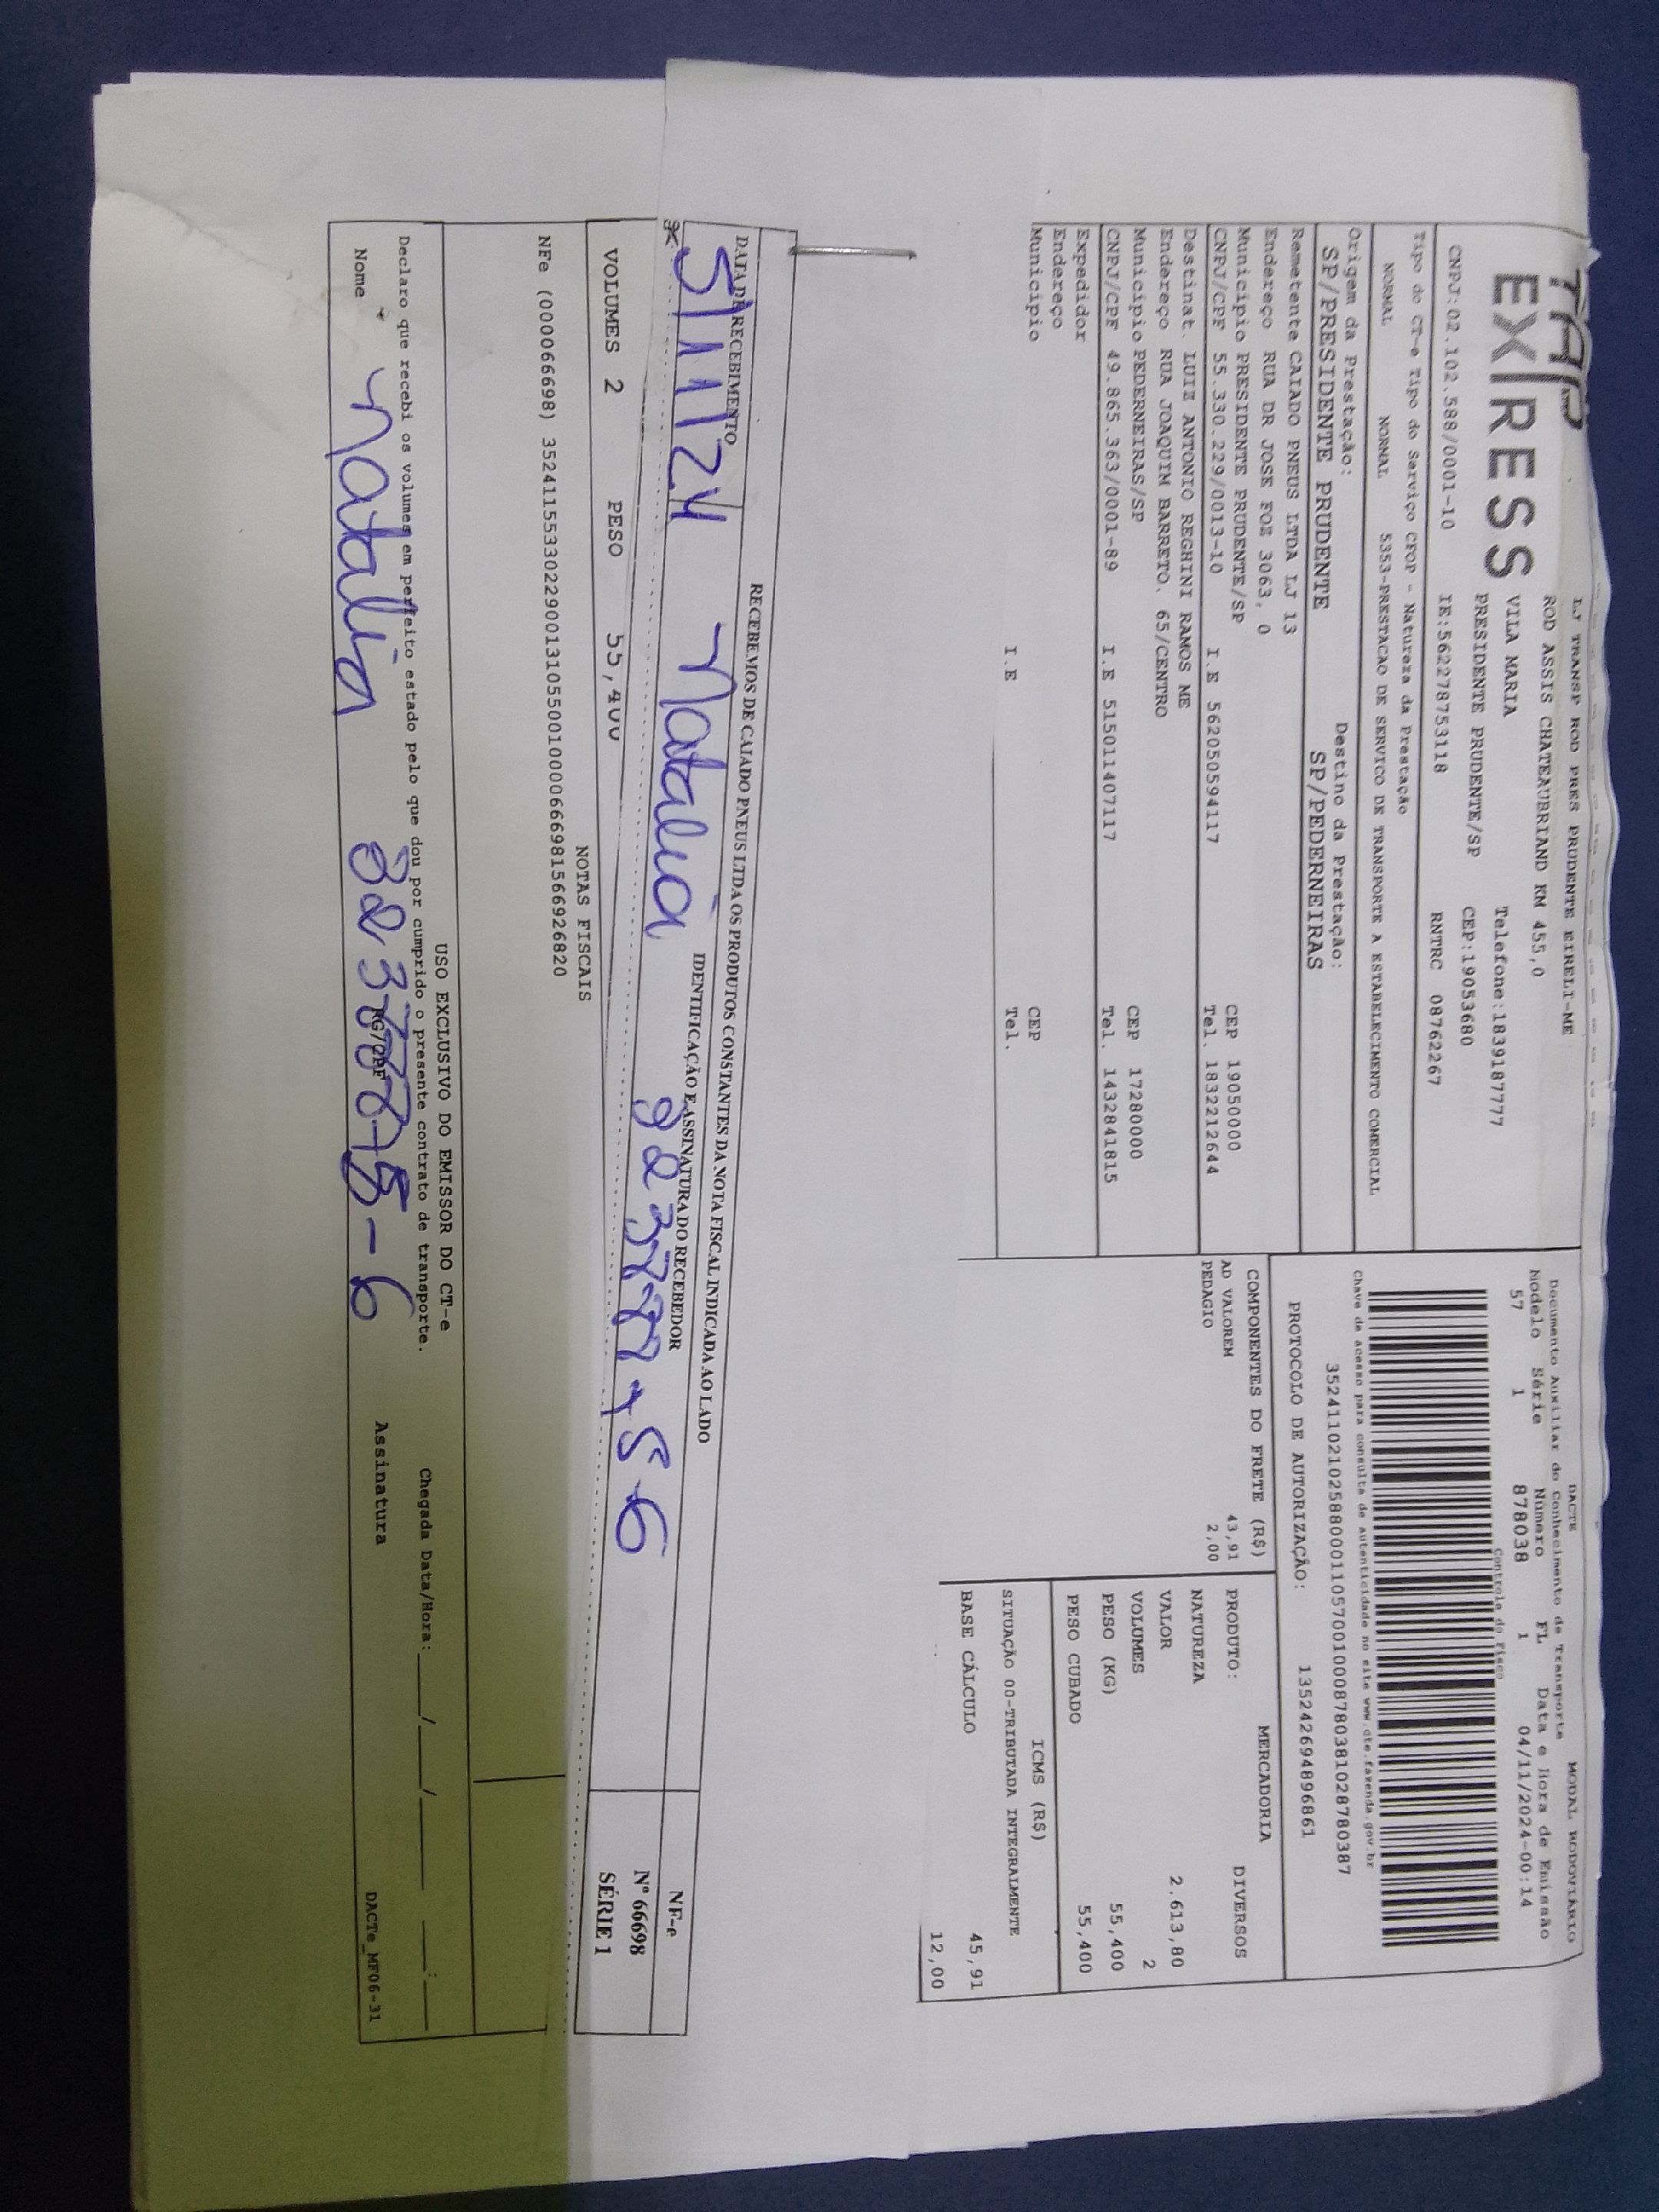 TAP
EXPRESS
LJ TRANSP ROD PRES PRUDENTE EIRELI-ME
ROD ASSIS CHATEAUBRIAND KM 455,0
VILA MARIA Telefone:1839187777
PRESIDENTE PRUDENTE/SP CEP:19053680
CNPJ:02.102.588/0001-10 IE:562278753118 RNTRC 08762267
Tipo do CT-e Tipo do Serviço CFOP - Natureza da Prestação
NORMAL NORMAL 5353-PRESTACAO DE SERVICO DE TRANSPORTE A ESTABELECIMENTO COMERCIAL
Origem da Prestação: Destino da Prestação:
SP/PRESIDENTE PRUDENTE SP/PEDERNEIRAS
Remetente CAIADO PNEUS LTDA LJ 13
Endereço RUA DR JOSE FOZ 3063, 0
Município PRESIDENTE PRUDENTE/SP CEP 19050000
CNPJ/CPF 55.330.229/0013-10 I.E 562050594117 Tel. 1832212644
Destinat. LUIZ ANTONIO REGHINI RAMOS ME
Endereço RUA JOAQUIM BARRETO, 65/CENTRO
Município PEDERNEIRAS/SP CEP 17280000
CNPJ/CPF 49.865.363/0001-89 I.E 515011407117 Tel. 1432841815
Expedidor
Endereço
Município CEP
I.E Tel.
DACTE MODAL RODOVIÁRIO
Documento Auxiliar do Conhecimento de Transporte
Modelo Série Número FL Data e Hora de Emissão
57 1 878038 1 04/11/2024-00:14
Controle do Fisco
Chave de acesso para consulta de autenticidade no site www.cte.fazenda.gov.br
35241102102588000110570010008780381028780387
PROTOCOLO DE AUTORIZAÇÃO: 135242694896861
COMPONENTES DO FRETE (R$)
AD VALOREM 43,91
PEDAGIO 2,00
MERCADORIA
PRODUTO: DIVERSOS
NATUREZA
VALOR 2.613,80
VOLUMES 2
PESO (KG) 55,400
PESO CUBADO 55,400
ICMS (R$)
SITUAÇÃO 00-TRIBUTADA INTEGRALMENTE
BASE CÁLCULO 45,91
12,00
RECEBEMOS DE CAIADO PNEUS LTDA OS PRODUTOS CONSTANTES DA NOTA FISCAL INDICADA AO LADO
DATA DE RECEBIMENTO IDENTIFICAÇÃO E ASSINATURA DO RECEBEDOR
5/11/24 Natalia
NF-e
Nº 66698
SÉRIE 1
VOLUMES 2 PESO 55,400
NOTAS FISCAIS
NFe (000066698) 35241155330229001310550010000666981566926820
USO EXCLUSIVO DO EMISSOR DO CT-e
Declaro que recebi os volumes em perfeito estado pelo que dou por cumprido o presente contrato de transporte. Chegada Data/Hora: ___/___/___ __:__
Nome Natalia Assinatura
DACTe_MF06-31